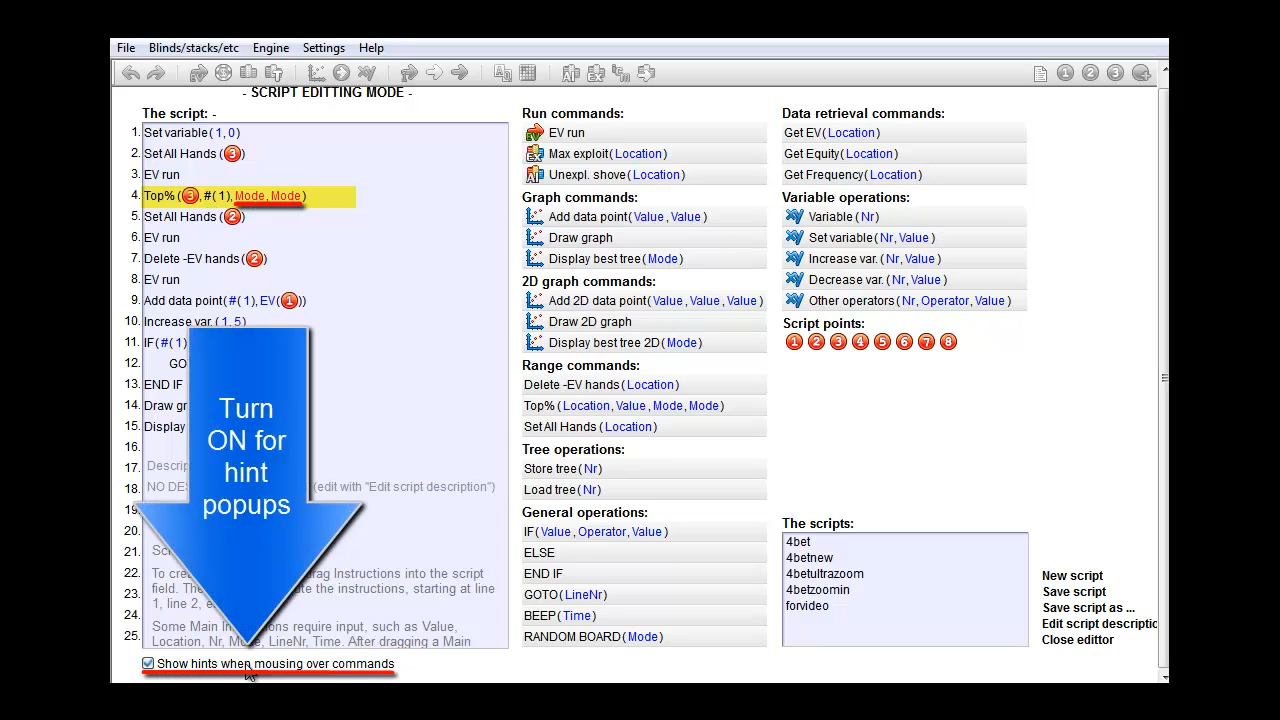 File Blinds/stacks/etc Engine Settings Help
- SCRIPT EDITTING MODE -
The script: -
1. Set variable( 1, 0)
2. Set All Hands (3)
3. EV run
4. Top% (3, #( 1), Mode, Mode)
5. Set All Hands (2)
6. EV run
7. Delete -EV hands (2)
8. EV run
9. Add data point( #( 1), EV(1))
10. Increase var. ( 1, 5)
11. IF( #( 1)
12. GO
13. END IF
14. Draw gr
15. Display
16.
17. Descrip
18. NO DES (edit with "Edit script description")
19
20.
21. Sc
22. To crea drag Instructions into the script
23. field. The the instructions, starting at line
line 1, line 2, e
24. Some Main require input, such as Value,
25. Location, Nr, Mode, LineNr, Time. After dragging a Main
Turn
ON for
hint
popups
Show hints when mousing over commands
Run commands:
EV run
Max exploit( Location)
Unexpl. shove( Location)
Graph commands:
Add data point( Value , Value )
Draw graph
Display best tree( Mode)
2D graph commands:
Add 2D data point( Value , Value , Value )
Draw 2D graph
Display best tree 2D( Mode)
Range commands:
Delete -EV hands( Location)
Top% ( Location, Value , Mode, Mode)
Set All Hands ( Location)
Tree operations:
Store tree( Nr)
Load tree( Nr)
General operations:
IF( Value , Operator, Value )
ELSE
END IF
GOTO( LineNr)
BEEP( Time)
RANDOM BOARD( Mode)
Data retrieval commands:
Get EV( Location)
Get Equity( Location)
Get Frequency( Location)
Variable operations:
Variable ( Nr)
Set variable( Nr, Value )
Increase var. ( Nr, Value )
Decrease var. ( Nr, Value )
Other operators ( Nr, Operator, Value )
Script points:
1 2 3 4 5 6 7 8
The scripts:
4bet
4betnew
4betultrazoom
4betzoomin
forvideo
New script
Save script
Save script as ...
Edit script descriptio
Close edittor